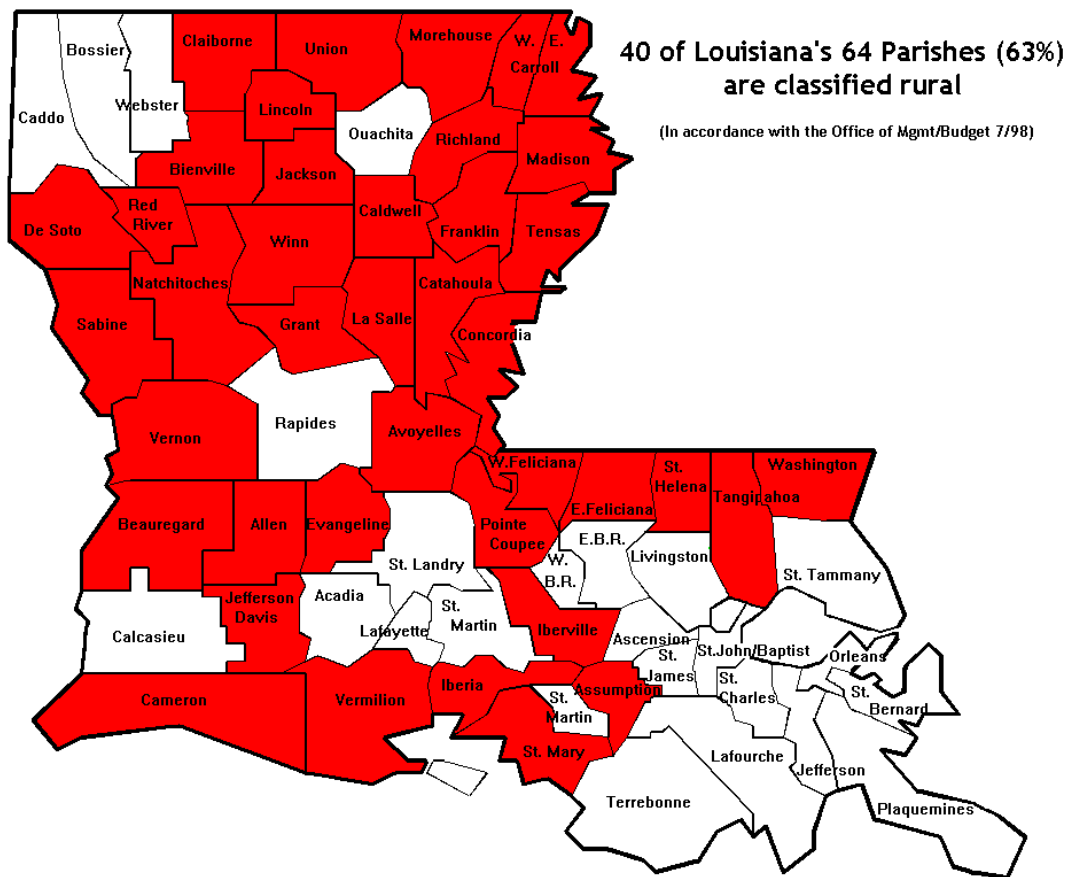 40 of Louisiana's 64 Parishes (63%)
are classified rural
(In accordance with the Office of Mgmt/Budget 7/98)
Bossier
Claiborne
Union
Morehouse
W.
E.
Carroll
Caddo
Webster
Lincoln
Ouachita
Richland
Madison
Bienville
Jackson
De Soto
Red
River
Caldwell
Winn
Franklin
Tensas
Natchitoches
Catahoula
Sabine
Grant
La Salle
Concordia
Vernon
Rapides
Avoyelles
W.Feliciana
St.
Helena
Washington
Tangipahoa
Beauregard
Allen
Evangeline
Pointe
Coupee
E.Feliciana
E.B.R.
W.
B.R.
Livingston
St. Landry
St. Tammany
Jefferson
Davis
Acadia
Lafayette
St.
Martin
Calcasieu
Iberville
Ascension
St.John/Baptist
St.
James
Orleans
St.
Charles
St.
Bernard
Cameron
Vermilion
Iberia
Assumption
St.
Martin
St. Mary
Lafourche
Jefferson
Terrebonne
Plaquemines